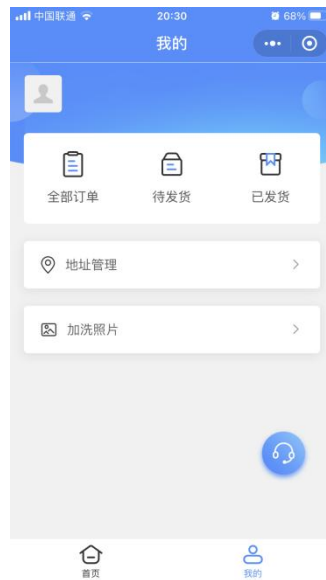 中国联通 20:30 68%
我的
全部订单 待发货 已发货
地址管理
加洗照片
首页 我的